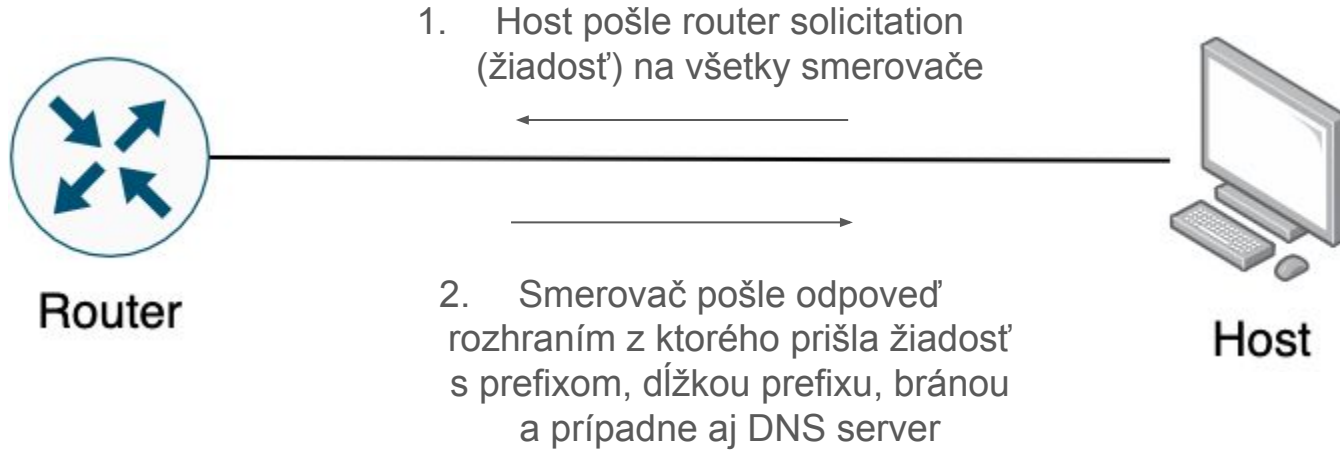 1. Host pošle router solicitation
(žiadosť) na všetky smerovače
Router
2. Smerovač pošle odpoveď
rozhraním z ktorého prišla žiadosť
s prefixom, dĺžkou prefixu, bránou
a prípadne aj DNS server
Host